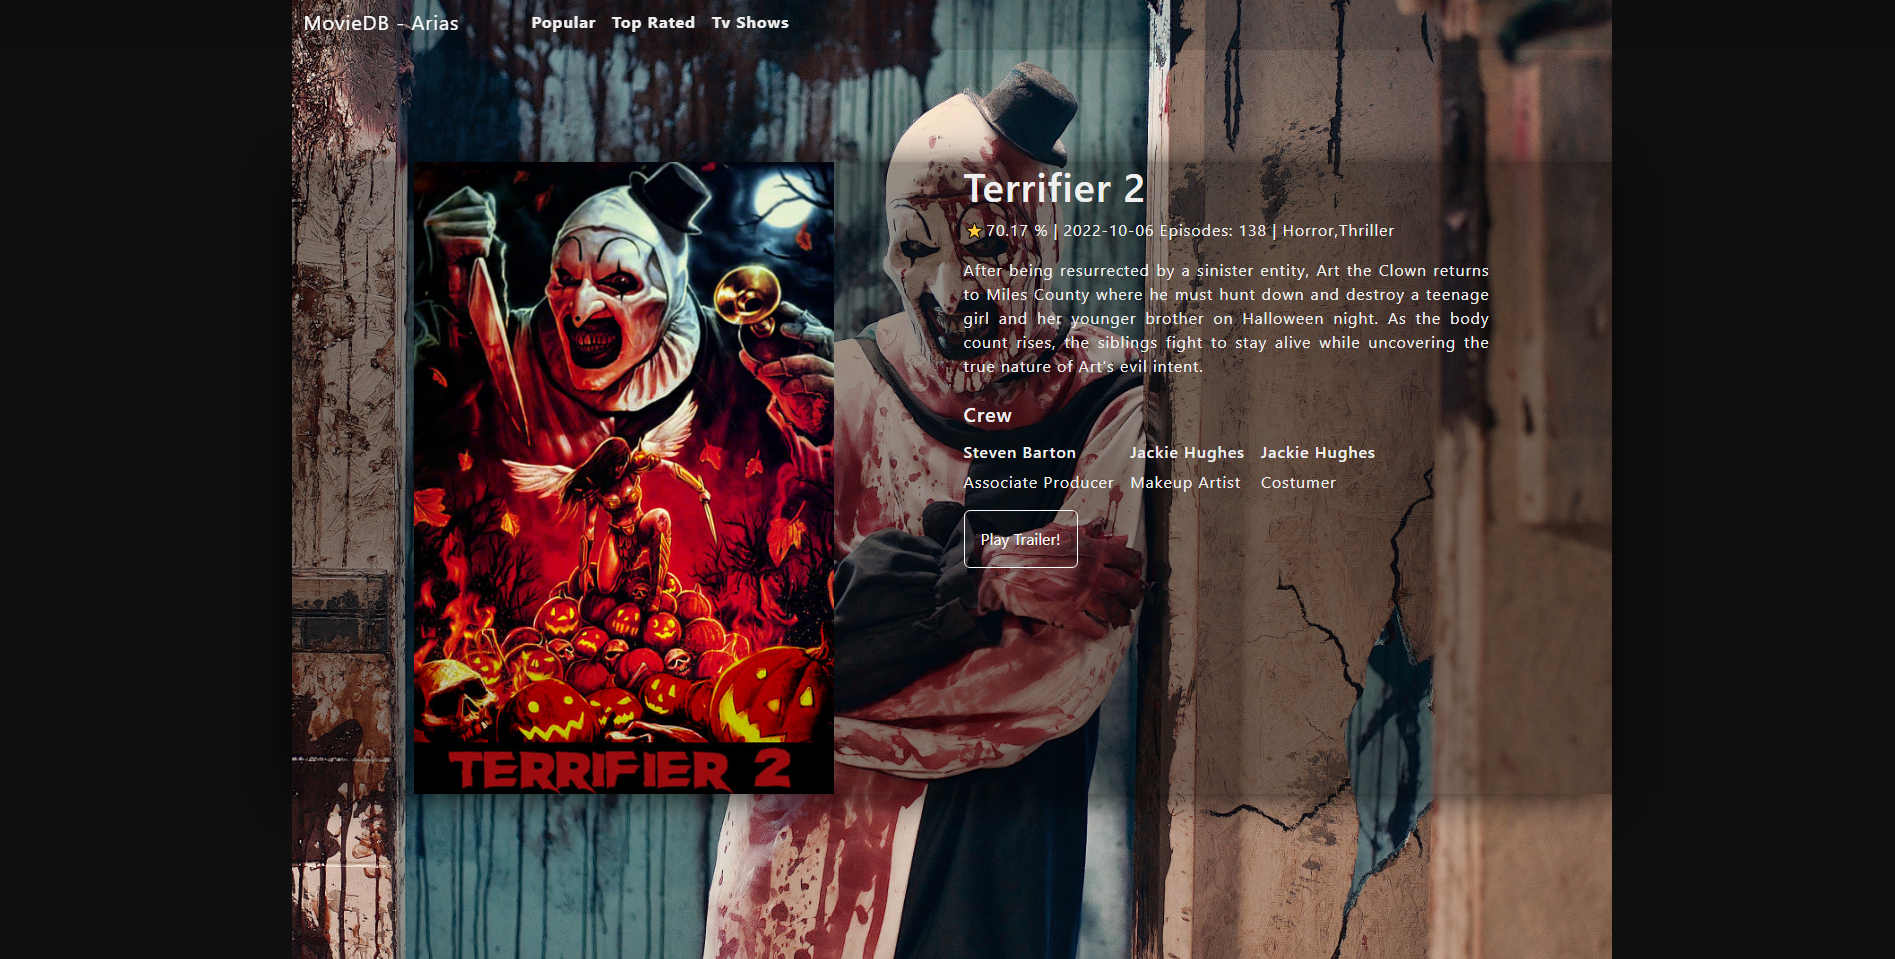 MovieDB - Arias
Popular Top Rated Tv Shows
Terrifier 2
⭐70.17 % | 2022-10-06 Episodes: 138 | Horror,Thriller
After being resurrected by a sinister entity, Art the Clown returns
to Miles County where he must hunt down and destroy a teenage
girl and her younger brother on Halloween night. As the body
count rises, the siblings fight to stay alive while uncovering the
true nature of Art's evil intent.
Crew
Steven Barton Jackie Hughes Jackie Hughes
Associate Producer Makeup Artist Costumer
Play Trailer!
TERRIFIER 2